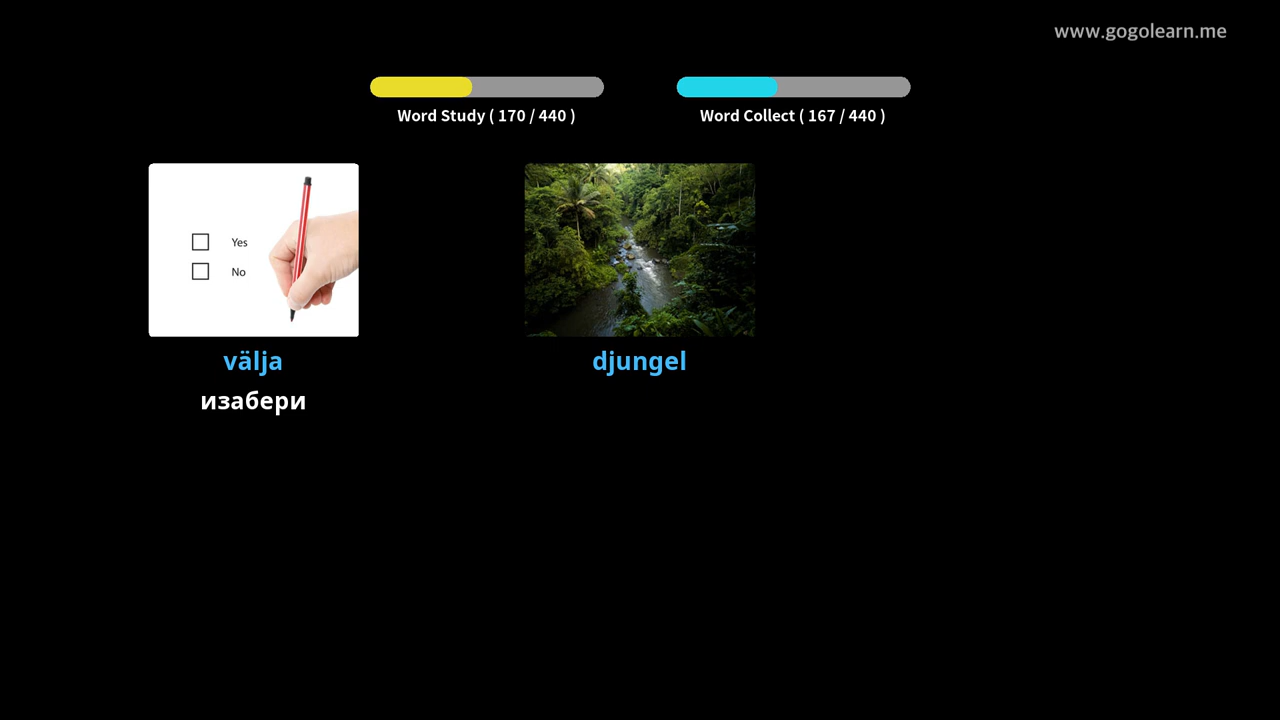 www.gogolearn.me
Word Study ( 170 / 440 )
Word Collect ( 167 / 440 )
Yes
No
välja
djungel
изабери